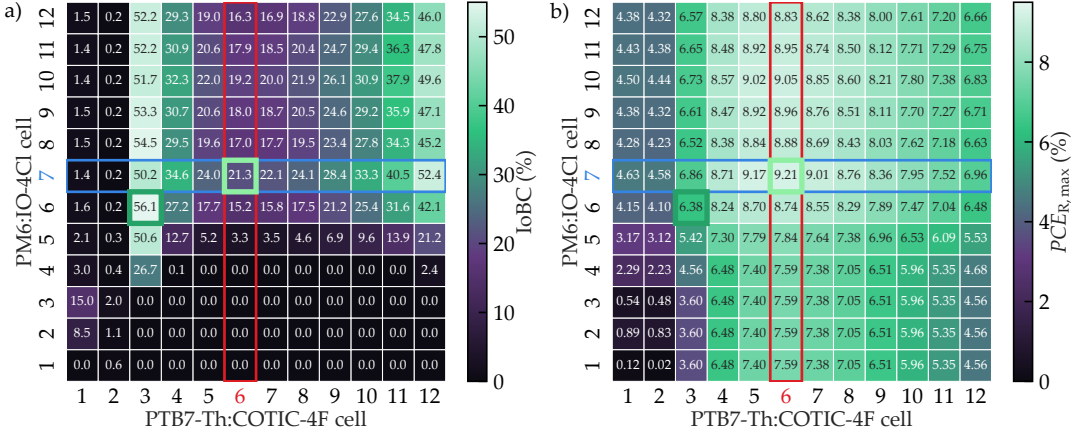 a)
PM6:IO-4Cl cell
12 1.4 0.2 52.2 29.3 19.0 16.3 16.9 18.8 22.9 27.6 34.5 46.0
11 1.4 0.2 52.2 30.9 20.6 17.9 18.5 20.4 24.7 29.4 36.3 47.8
10 1.4 0.2 51.7 32.3 22.0 19.2 20.0 21.9 26.1 30.9 37.9 49.6
9 1.5 0.2 53.3 30.7 20.6 18.0 18.7 20.5 24.6 29.2 35.9 47.1
8 1.5 0.2 54.5 29.5 19.5 17.0 17.7 19.5 23.4 27.8 34.3 45.2
7 1.4 0.2 50.2 34.6 24.0 21.3 22.1 24.1 28.4 33.3 40.5 52.4
6 1.6 0.2 56.1 27.2 17.7 15.2 15.8 17.5 21.2 25.4 31.6 42.1
5 2.1 0.3 50.6 12.7 5.2 3.3 3.5 4.6 6.9 9.6 13.9 21.2
4 3.0 0.4 26.7 0.1 0.0 0.0 0.0 0.0 0.0 0.0 0.0 2.4
3 15.0 2.0 0.0 0.0 0.0 0.0 0.0 0.0 0.0 0.0 0.0 0.0
2 8.5 1.1 0.0 0.0 0.0 0.0 0.0 0.0 0.0 0.0 0.0 0.0
1 0.0 0.6 0.0 0.0 0.0 0.0 0.0 0.0 0.0 0.0 0.0 0.0
1 2 3 4 5 6 7 8 9 10 11 12
PTB7-Th:COTIC-4F cell
50
40
30
20
10
0
IoBC (%)
b)
PM6:IO-4Cl cell
12 4.38 4.32 6.57 8.38 8.80 8.83 8.62 8.38 8.00 7.61 7.20 6.66
11 4.43 4.38 6.65 8.48 8.92 8.95 8.74 8.50 8.12 7.71 7.29 6.75
10 4.50 4.44 6.73 8.57 9.02 9.05 8.85 8.60 8.21 7.80 7.38 6.83
9 4.38 4.32 6.61 8.48 8.93 8.96 8.76 8.51 8.11 7.70 7.27 6.71
8 4.28 4.23 6.52 8.38 8.84 8.88 8.68 8.43 8.03 7.62 7.18 6.63
7 4.63 4.58 6.86 8.71 9.17 9.21 9.01 8.76 8.36 7.95 7.52 6.96
6 4.15 4.10 6.38 8.24 8.70 8.74 8.55 8.29 7.89 7.47 7.04 6.48
5 3.17 3.12 5.42 7.30 7.79 7.84 7.64 7.38 6.96 6.53 6.09 5.53
4 2.29 2.23 4.56 6.48 7.40 7.59 7.38 7.05 6.51 5.96 5.35 4.68
3 0.54 0.48 3.60 6.48 7.40 7.59 7.38 7.05 6.51 5.96 5.35 4.56
2 0.89 0.83 3.60 6.48 7.40 7.59 7.38 7.05 6.51 5.96 5.35 4.56
1 0.12 0.02 3.60 6.48 7.40 7.59 7.38 7.05 6.51 5.96 5.35 4.56
1 2 3 4 5 6 7 8 9 10 11 12
PTB7-Th:COTIC-4F cell
8
6
4
2
0
PCE_R,max (%)